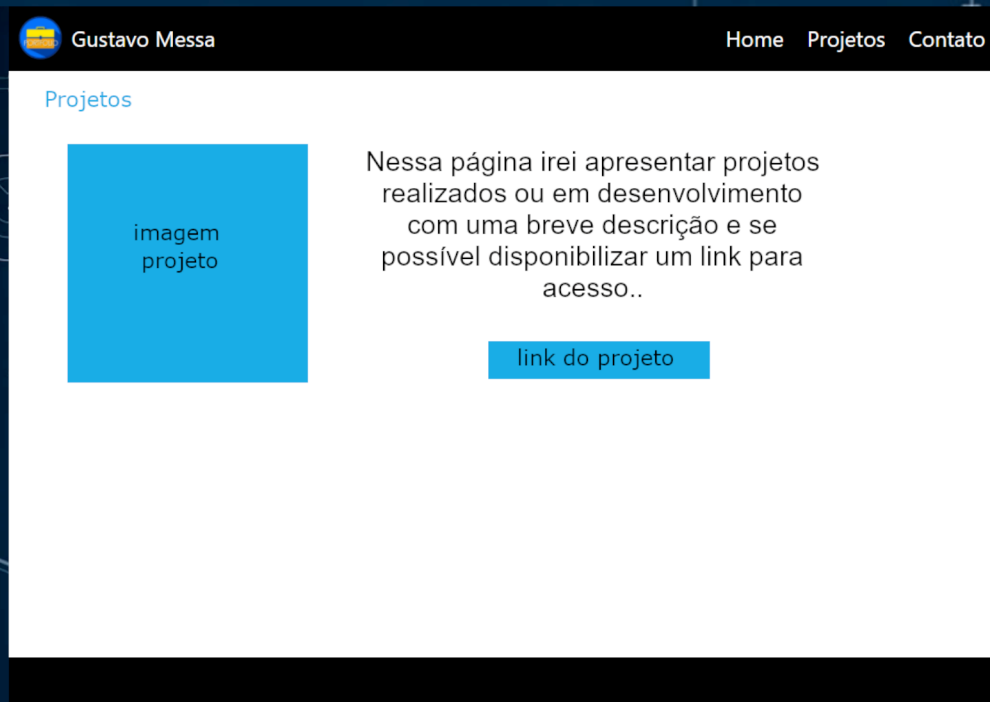 Gustavo Messa
Home Projetos Contato
Projetos
imagem
projeto
Nessa página irei apresentar projetos
realizados ou em desenvolvimento
com uma breve descrição e se
possível disponibilizar um link para
acesso..
link do projeto